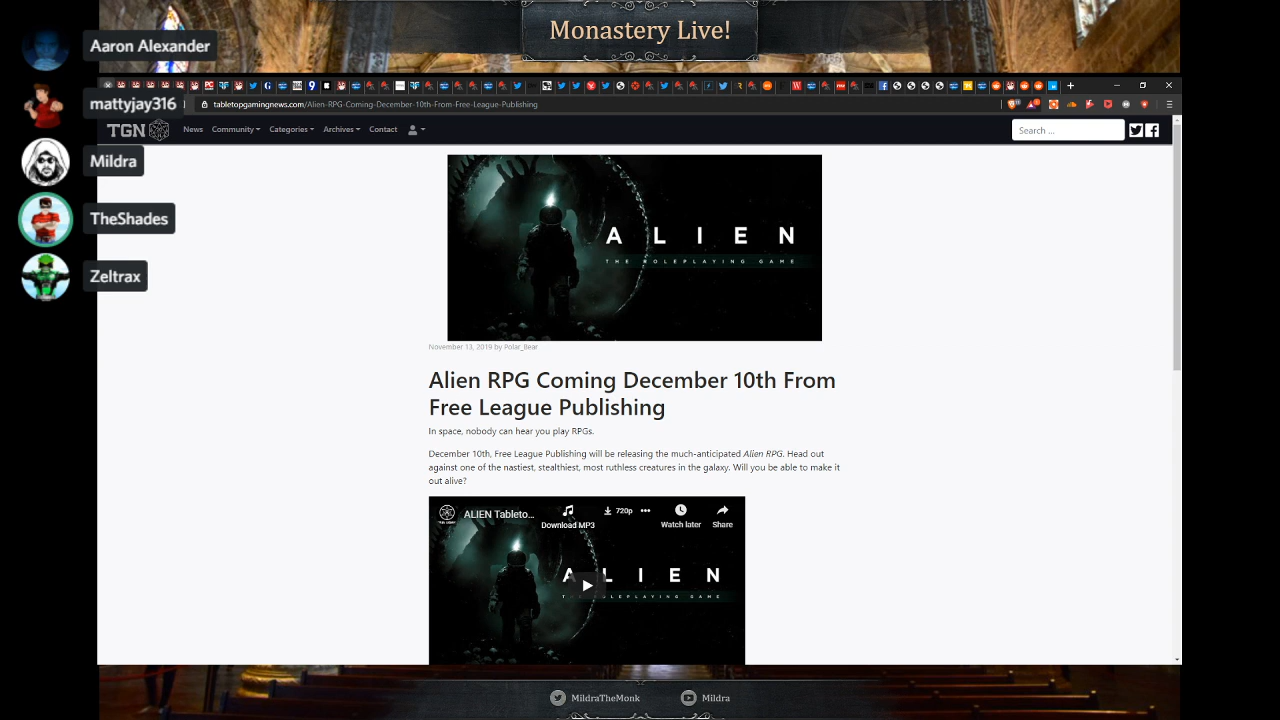 Monastery Live!
Aaron Alexander
mattyjay316
Mildra
TheShades
Zeltrax
tabletopgamingnews.com/Alien-RPG-Coming-December-10th-From-Free-League-Publishing
TGN News Community Categories Archives Contact Search ...
ALIEN
THE ROLEPLAYING GAME
November 13, 2019 by Polar_Bear
Alien RPG Coming December 10th From
Free League Publishing
In space, nobody can hear you play RPGs.
December 10th, Free League Publishing will be releasing the much-anticipated Alien RPG. Head out
against one of the nastiest, stealthiest, most ruthless creatures in the galaxy. Will you be able to make it
out alive?
ALIEN Tableto... Download MP3 720p Watch later Share
ALIEN
THE ROLEPLAYING GAME
MildraTheMonk Mildra